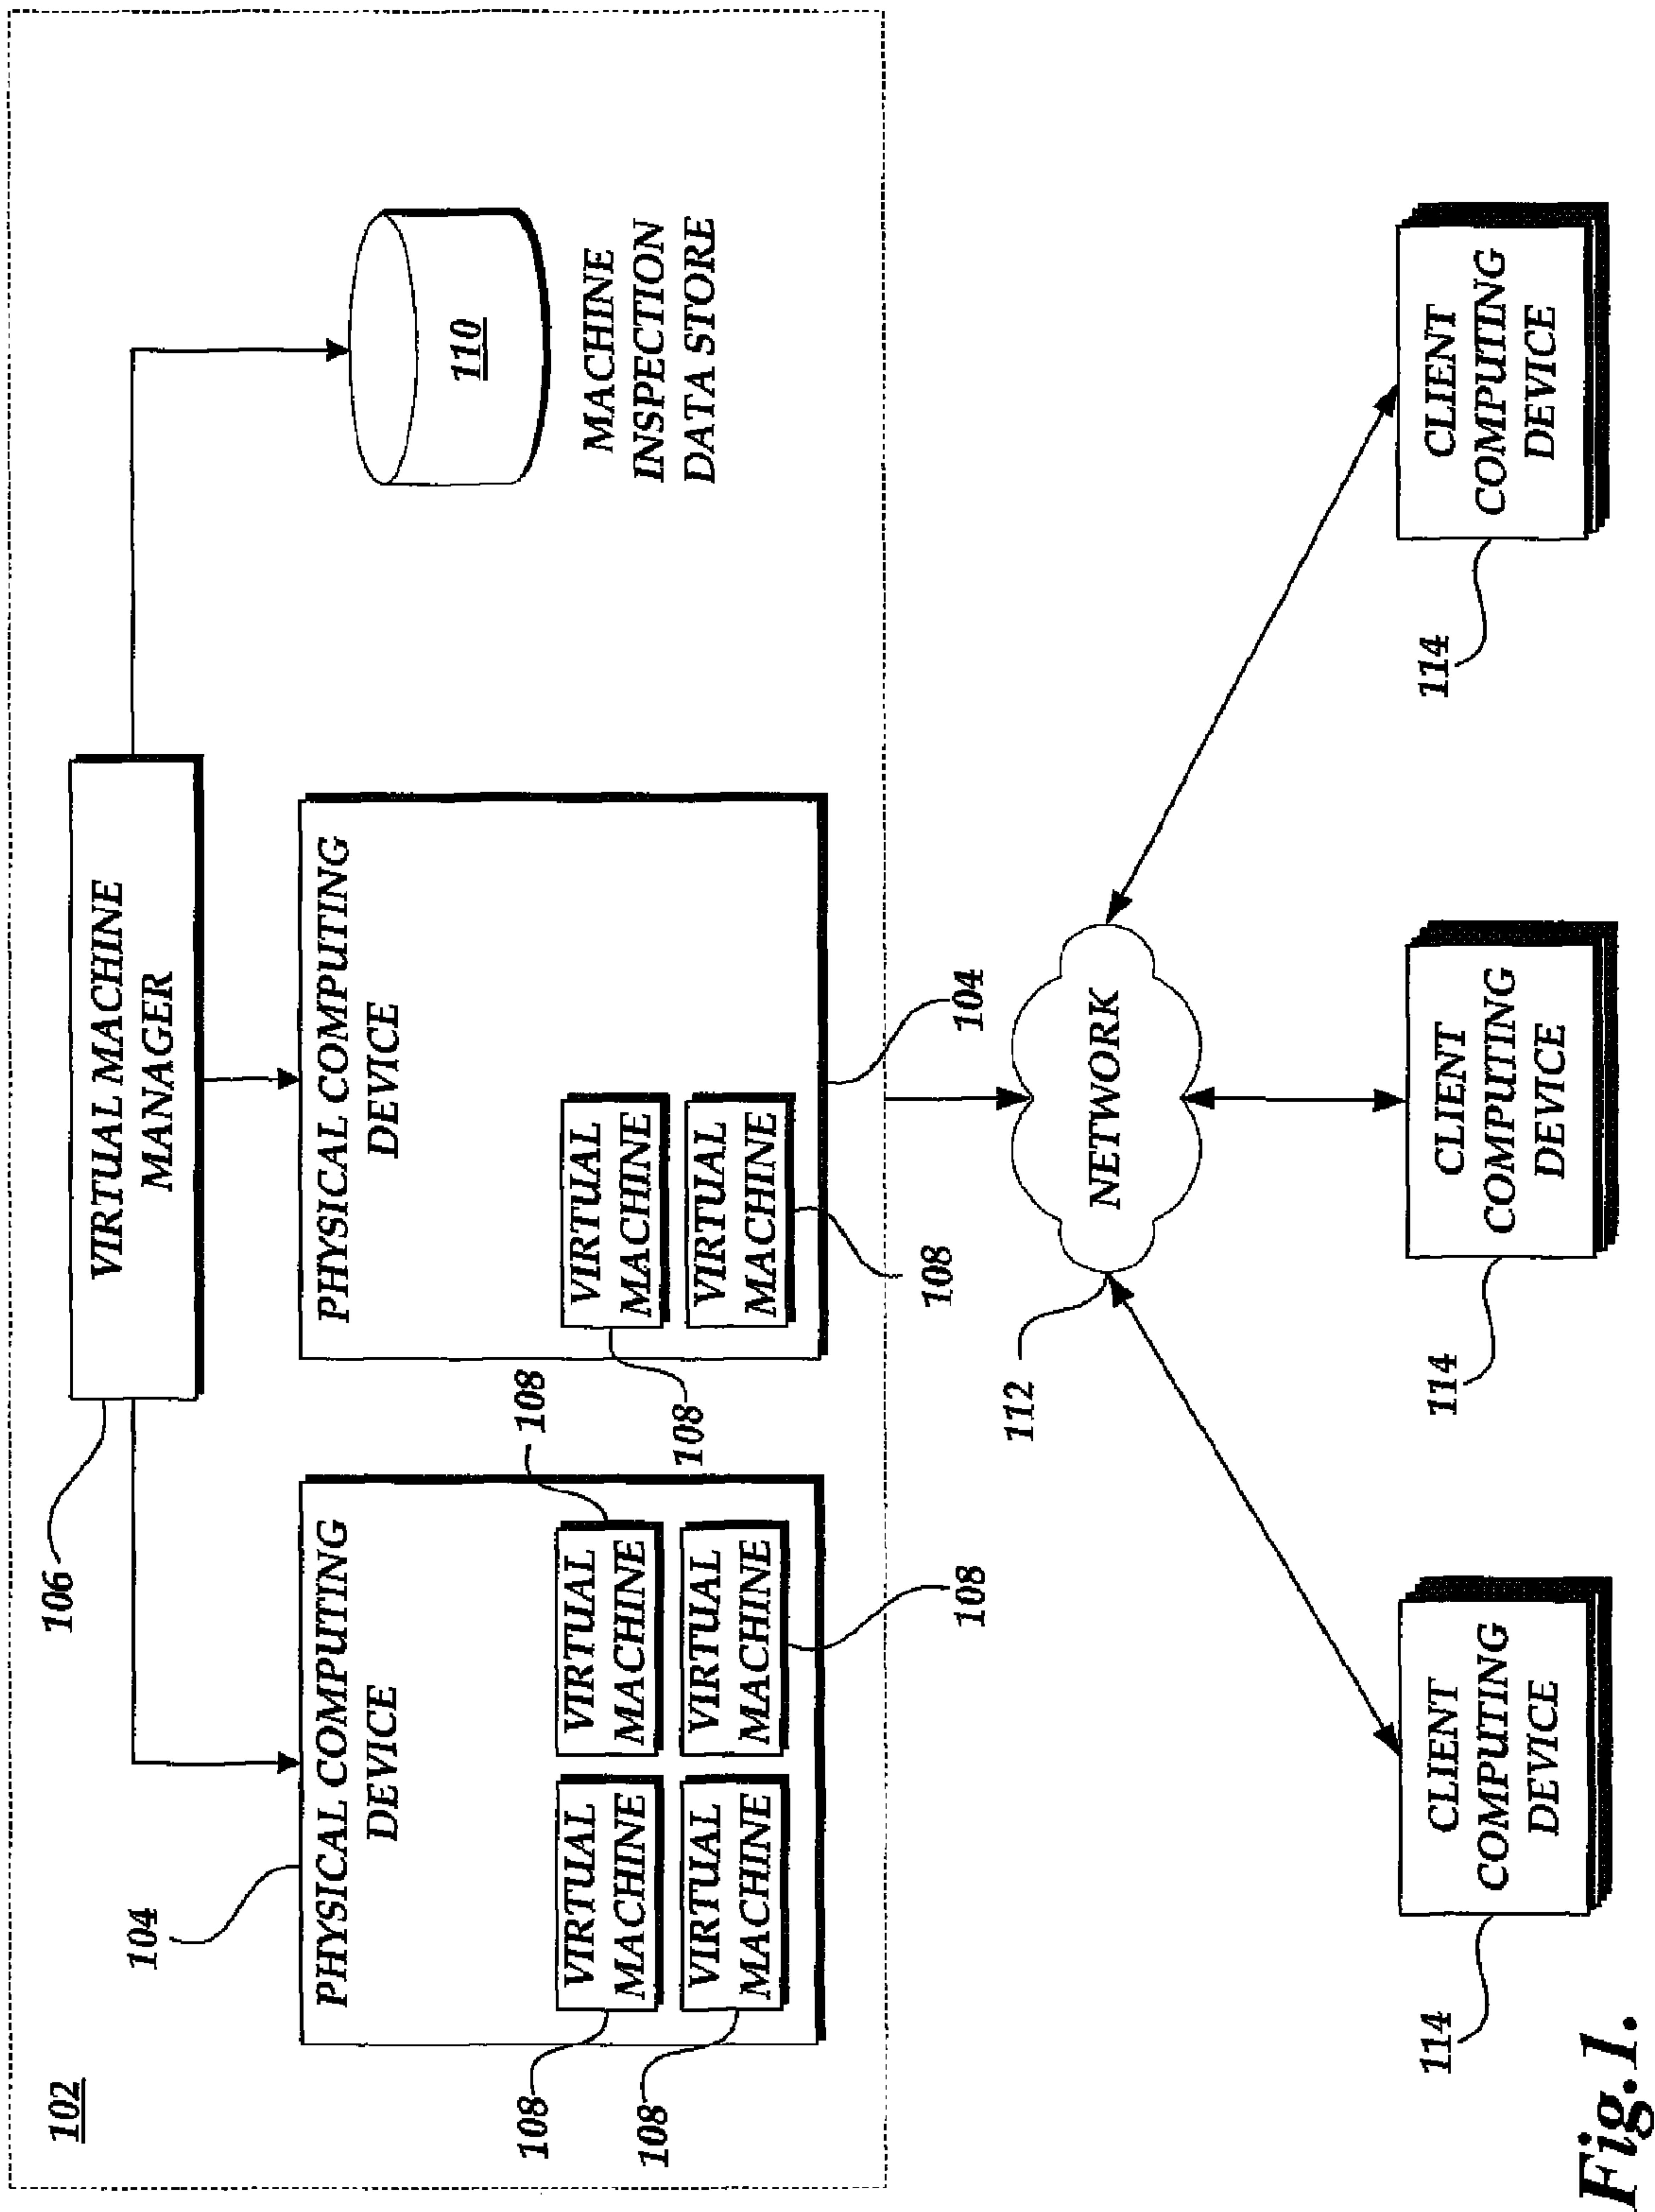 102
106
VIRTUAL MACHINE
MANAGER
104
PHYSICAL COMPUTING
DEVICE
VIRTUAL
MACHINE
VIRTUAL
MACHINE
VIRTUAL
MACHINE
VIRTUAL
MACHINE
108
108
108
108
PHYSICAL COMPUTING
DEVICE
VIRTUAL
MACHINE
VIRTUAL
MACHINE
108
108
104
110
MACHINE
INSPECTION
DATA STORE
112
NETWORK
114
CLIENT
COMPUTING
DEVICE
114
CLIENT
COMPUTING
DEVICE
114
CLIENT
COMPUTING
DEVICE
Fig.1.